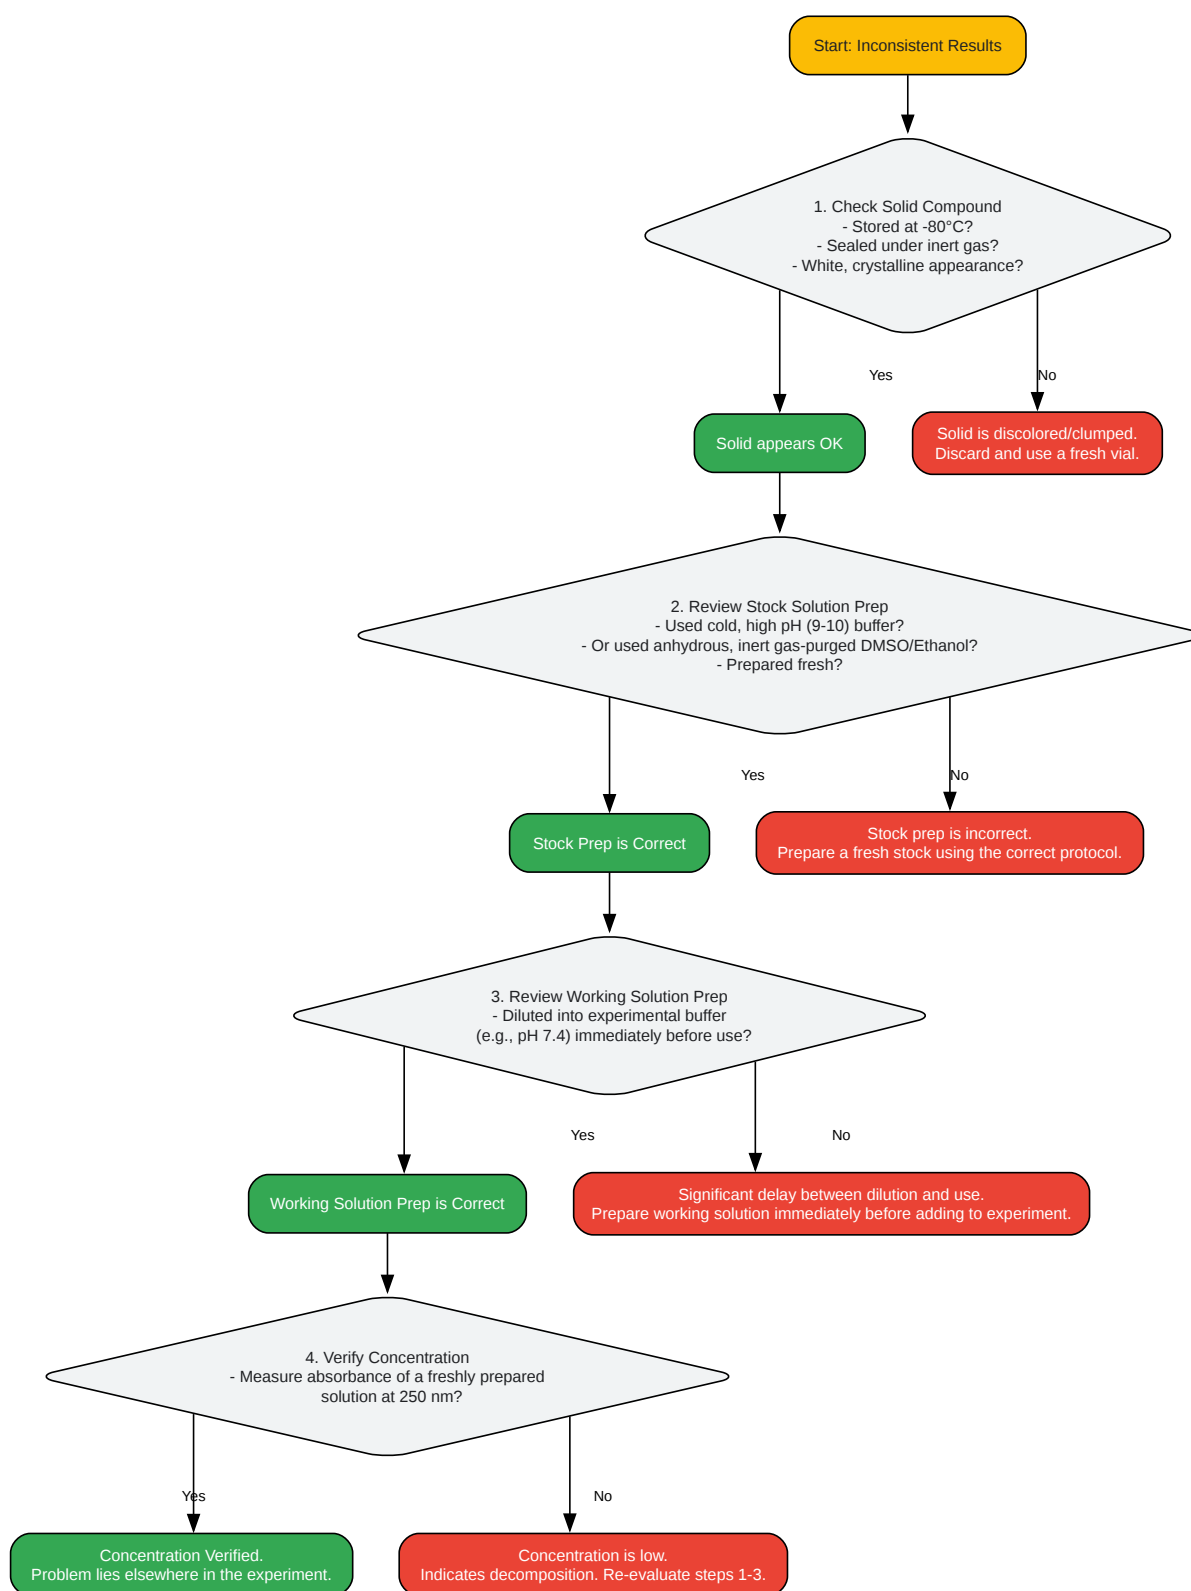 Start: Inconsistent Results
1. Check Solid Compound
- Stored at -80°C?
- Sealed under inert gas?
- White, crystalline appearance?
Yes
No
Solid appears OK
Solid is discolored/clumped.
Discard and use a fresh vial.
2. Review Stock Solution Prep
- Used cold, high pH (9-10) buffer?
- Or used anhydrous, inert gas-purged DMSO/Ethanol?
- Prepared fresh?
Yes
No
Stock Prep is Correct
Stock prep is incorrect.
Prepare a fresh stock using the correct protocol.
3. Review Working Solution Prep
- Diluted into experimental buffer
(e.g., pH 7.4) immediately before use?
Yes
No
Working Solution Prep is Correct
Significant delay between dilution and use.
Prepare working solution immediately before adding to experiment.
4. Verify Concentration
- Measure absorbance of a freshly prepared
solution at 250 nm?
Yes
No
Concentration Verified.
Problem lies elsewhere in the experiment.
Concentration is low.
Indicates decomposition. Re-evaluate steps 1-3.